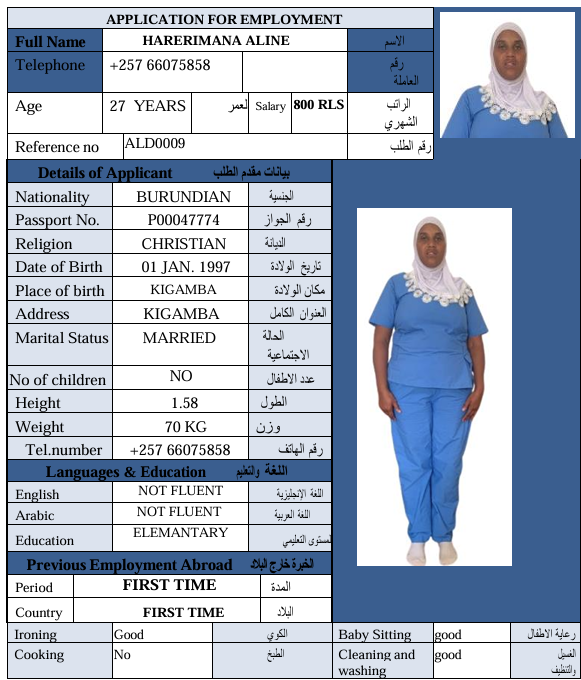 APPLICATION FOR EMPLOYMENT
Full Name HARERIMANA ALINE الاسم
Telephone +257 66075858 رقم العاملة
Age 27 YEARS لعمر Salary 800 RLS الراتب الشهري
Reference no ALD0009 رقم الطلب
Details of Applicant بيانات مقدم الطلب
Nationality BURUNDIAN الجنسية
Passport No. P00047774 رقم الجواز
Religion CHRISTIAN الديانة
Date of Birth 01 JAN. 1997 تاريخ الولادة
Place of birth KIGAMBA مكان الولادة
Address KIGAMBA العنوان الكامل
Marital Status MARRIED الحالة الاجتماعية
No of children NO عدد الاطفال
Height 1.58 الطول
Weight 70 KG وزن
Tel.number +257 66075858 رقم الهاتف
Languages & Education اللغة والتعليم
English NOT FLUENT اللغة الإنجليزية
Arabic NOT FLUENT اللغة العربية
Education ELEMANTARY لمستوى التعليمي
Previous Employment Abroad الخبرة خارج البلاد
Period FIRST TIME المدة
Country FIRST TIME البلاد
Ironing Good الكوي Baby Sitting good رعاية الاطفال
Cooking No الطبخ Cleaning and washing good الغسيل والتنظيف